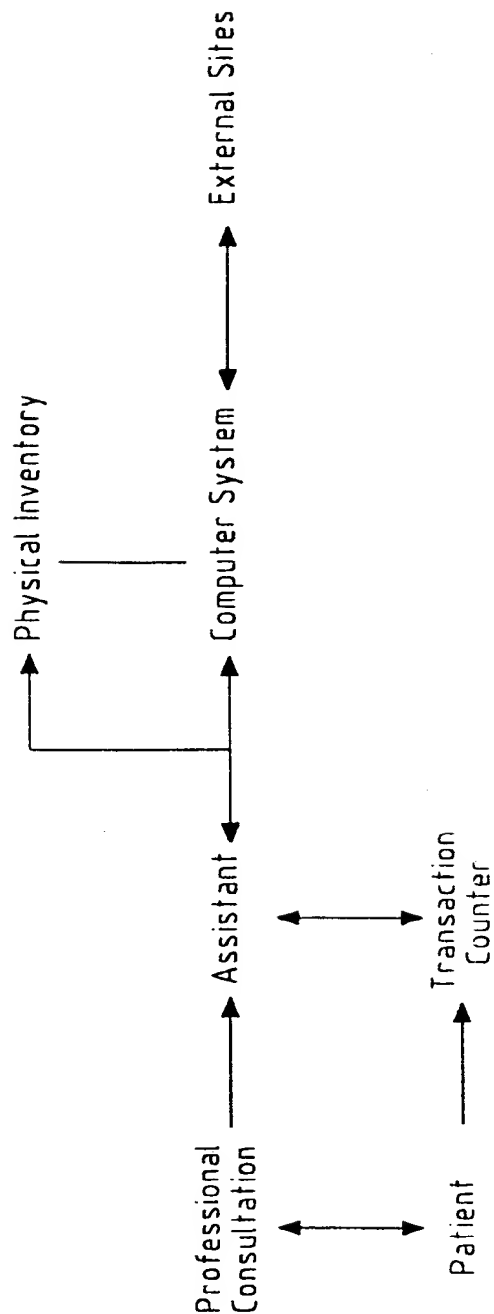 Physical Inventory
Professional
Consultation
Assistant
Computer System
External Sites
Patient
Transaction
Counter